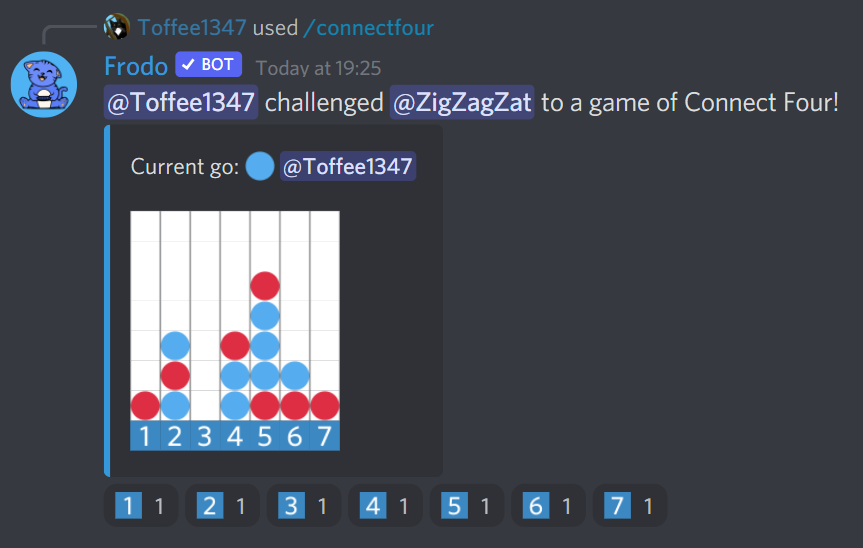 Toffee1347 used /connectfour
Frodo ✓ BOT Today at 19:25
@Toffee1347 challenged @ZigZagZat to a game of Connect Four!
Current go: @Toffee1347
1 2 3 4 5 6 7
1 1 2 1 3 1 4 1 5 1 6 1 7 1